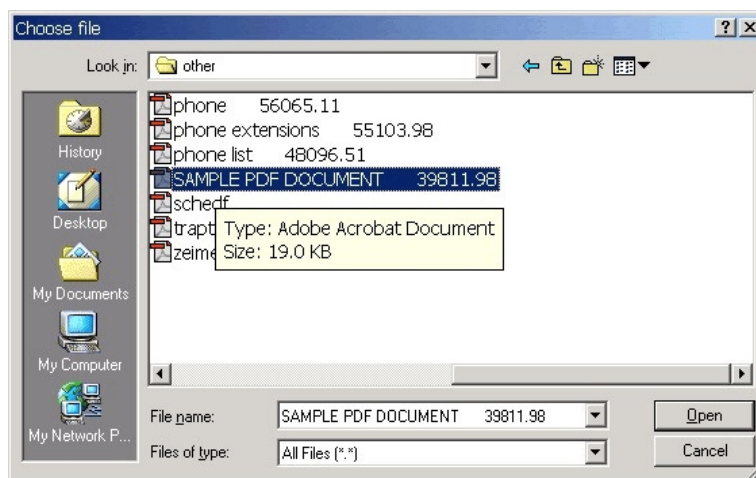 Choose file
Look in: other
History
Desktop
My Documents
My Computer
My Network P...
phone 56065.11
phone extensions 55103.98
phone list 48096.51
SAMPLE PDF DOCUMENT 39811.98
schedf
trapt
zeime
Type: Adobe Acrobat Document
Size: 19.0 KB
File name: SAMPLE PDF DOCUMENT 39811.98
Open
Files of type: All Files (*.*)
Cancel